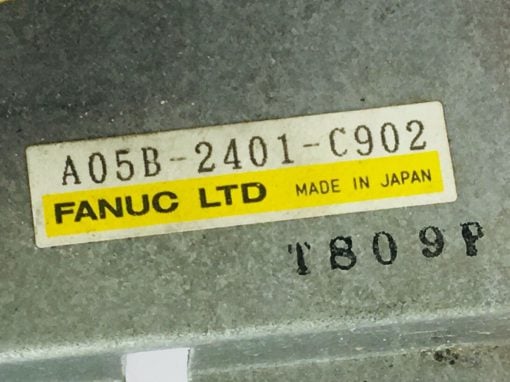 A05B-2401-C902
FANUC LTD MADE IN JAPAN
T809P